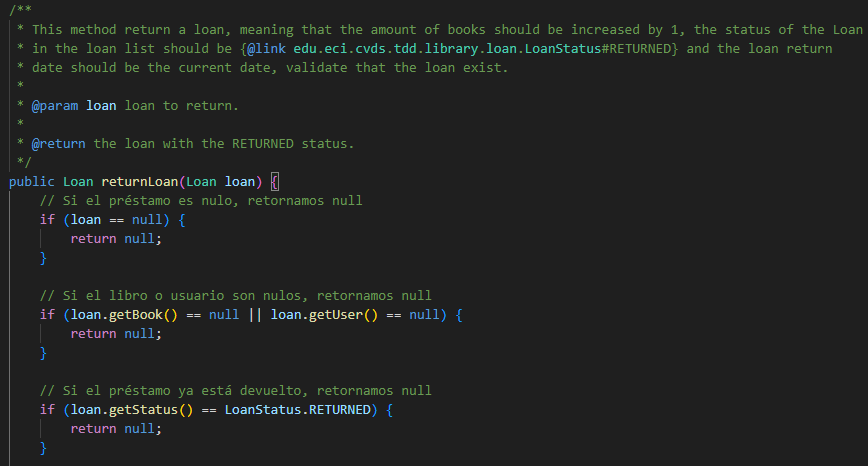 /**
* This method return a loan, meaning that the amount of books should be increased by 1, the status of the Loan
* in the loan list should be {@link edu.eci.cvds.tdd.library.loan.LoanStatus#RETURNED} and the loan return
* date should be the current date, validate that the loan exist.
*
* @param loan loan to return.
*
* @return the loan with the RETURNED status.
*/
public Loan returnLoan(Loan loan) {
// Si el préstamo es nulo, retornamos null
if (loan == null) {
return null;
}
// Si el libro o usuario son nulos, retornamos null
if (loan.getBook() == null || loan.getUser() == null) {
return null;
}
// Si el préstamo ya está devuelto, retornamos null
if (loan.getStatus() == LoanStatus.RETURNED) {
return null;
}